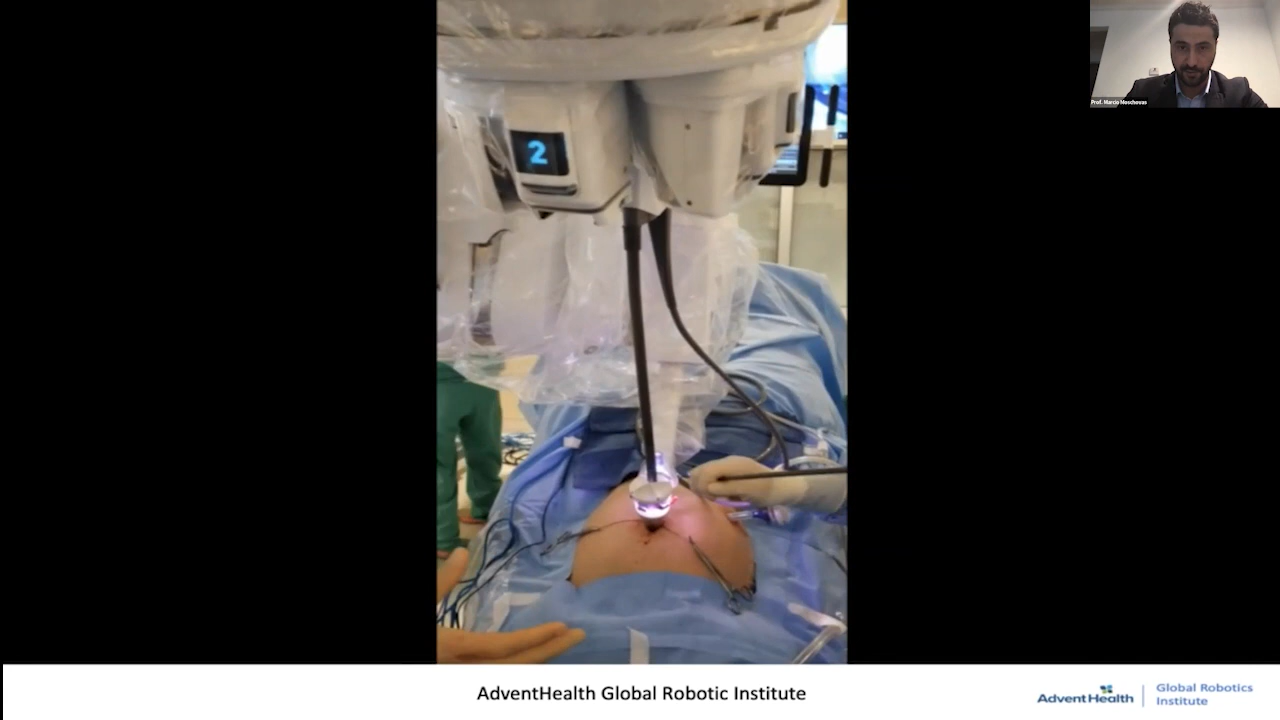 Prof. Marcio Moschovas
2
AdventHealth Global Robotic Institute
AdventHealth
Global Robotics
Institute